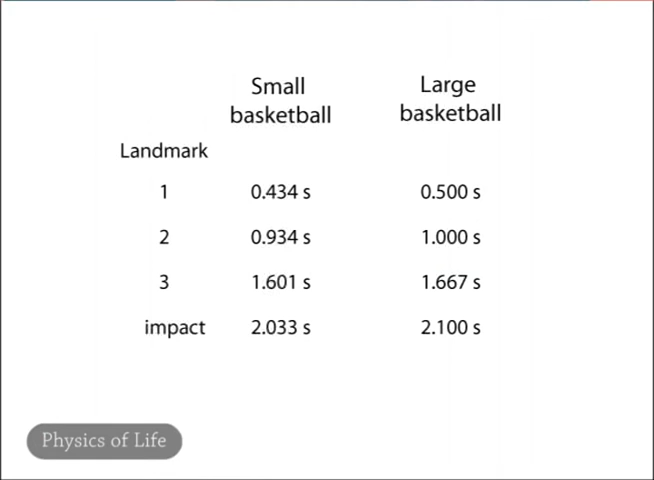 Small Large
basketball basketball
Landmark
1 0.434 s 0.500 s
2 0.934 s 1.000 s
3 1.601 s 1.667 s
impact 2.033 s 2.100 s
Physics of Life